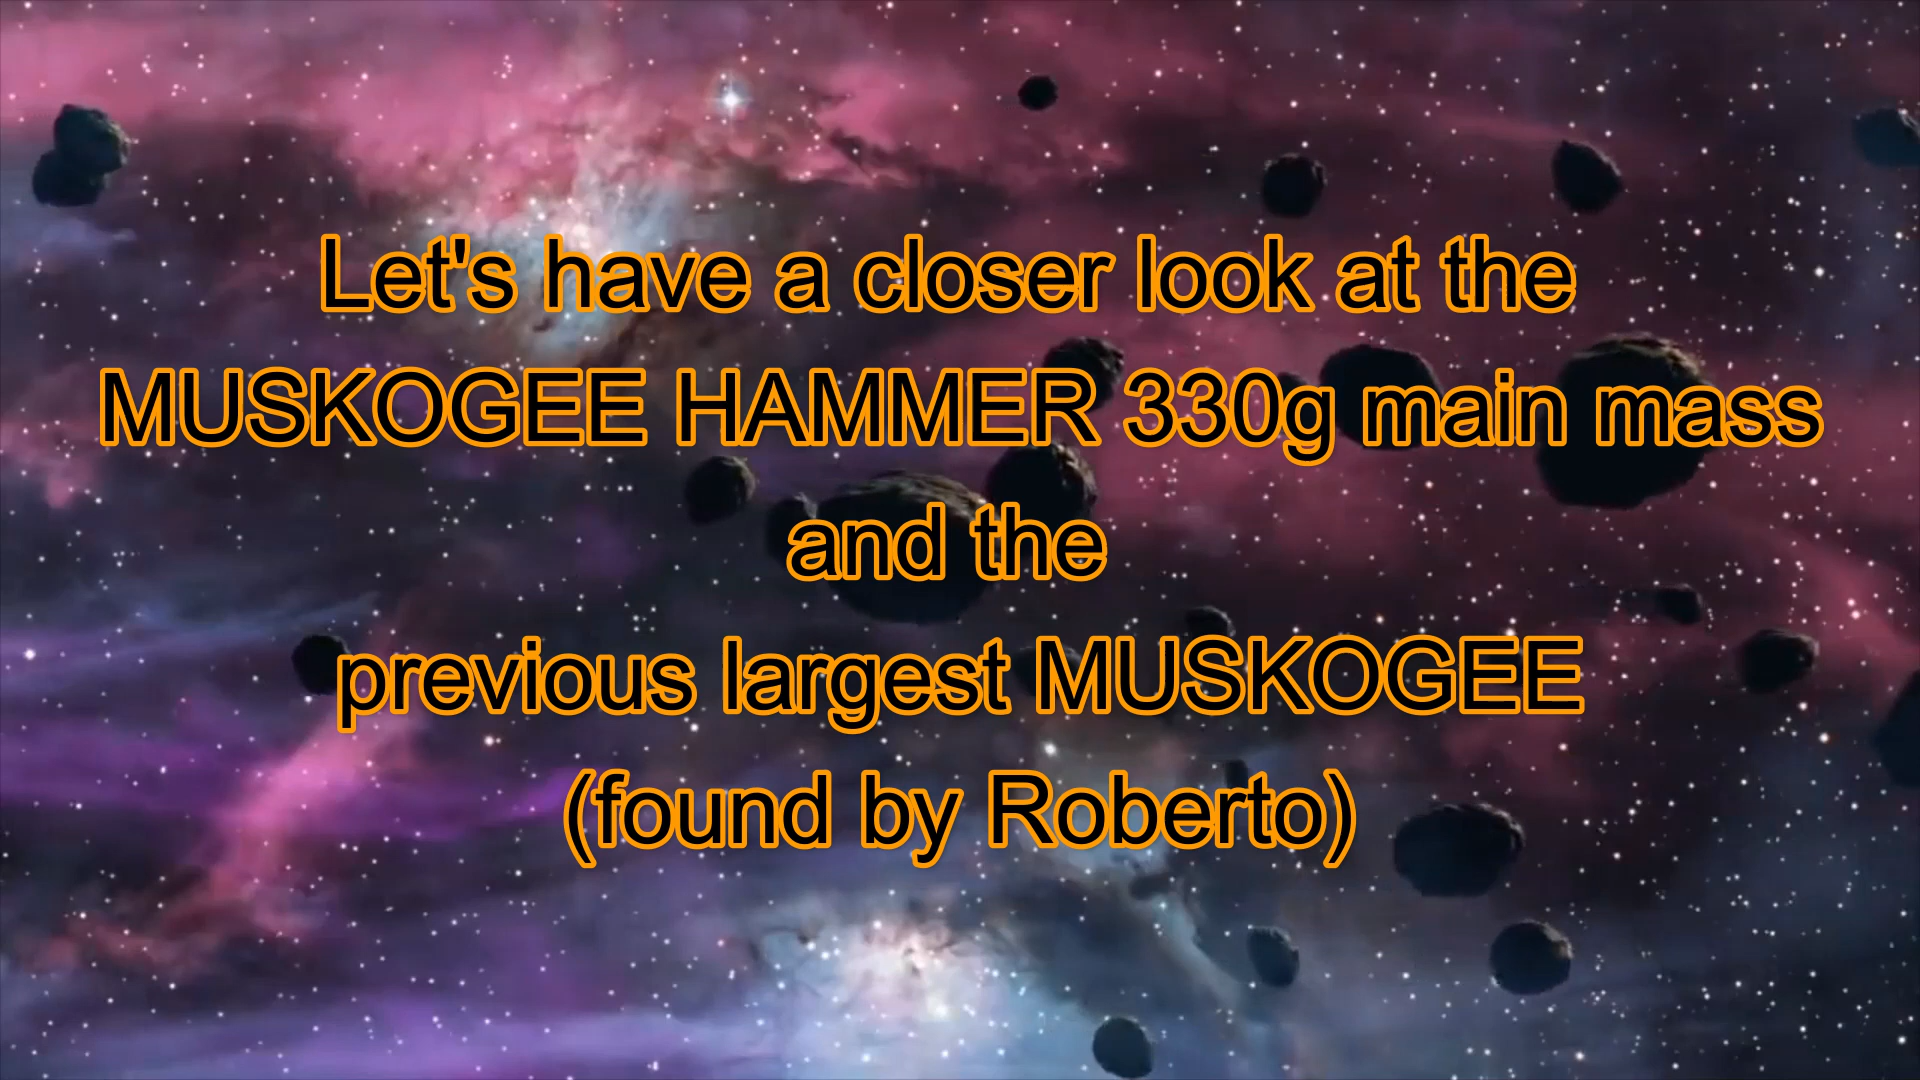 Let's have a closer look at the
MUSKOGEE HAMMER 330g main mass
and the
previous largest MUSKOGEE
(found by Roberto)